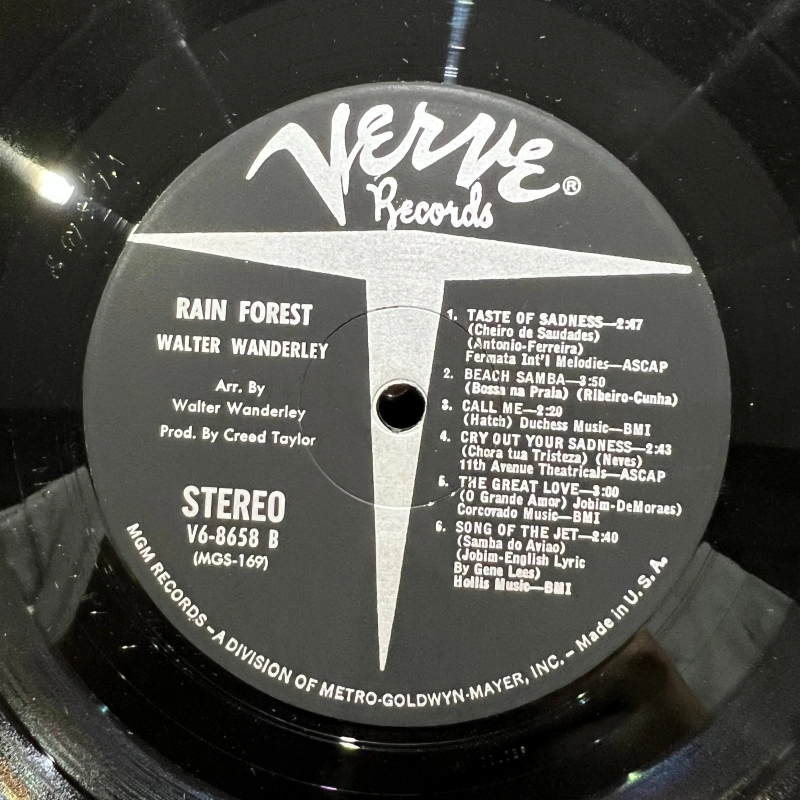 VERVE ®
Records
RAIN FOREST
WALTER WANDERLEY
Arr. By
Walter Wanderley
Prod. By Creed Taylor
STEREO
V6-8658 B
(MGS-169)
1. TASTE OF SADNESS—2:47
(Cheiro de Saudades)
(Antonio-Ferreira)
Fermata Int'l Melodies—ASCAP
2. BEACH SAMBA—3:50
(Bossa na Praia) (Ribeiro-Cunha)
3. CALL ME—2:20
(Hatch) Duchess Music—BMI
4. CRY OUT YOUR SADNESS—2:43
(Chora tua Tristeza) (Neves)
11th Avenue Theatricals—ASCAP
5. THE GREAT LOVE—3:00
(O Grande Amor) Jobim-DeMoraes)
Corcovado Music—BMI
6. SONG OF THE JET—2:40
(Samba do Aviao)
(Jobim-English Lyric
By Gene Lees)
Hollis Music—BMI
MGM RECORDS – A DIVISION OF METRO-GOLDWYN-MAYER, INC. – Made in U. S. A.